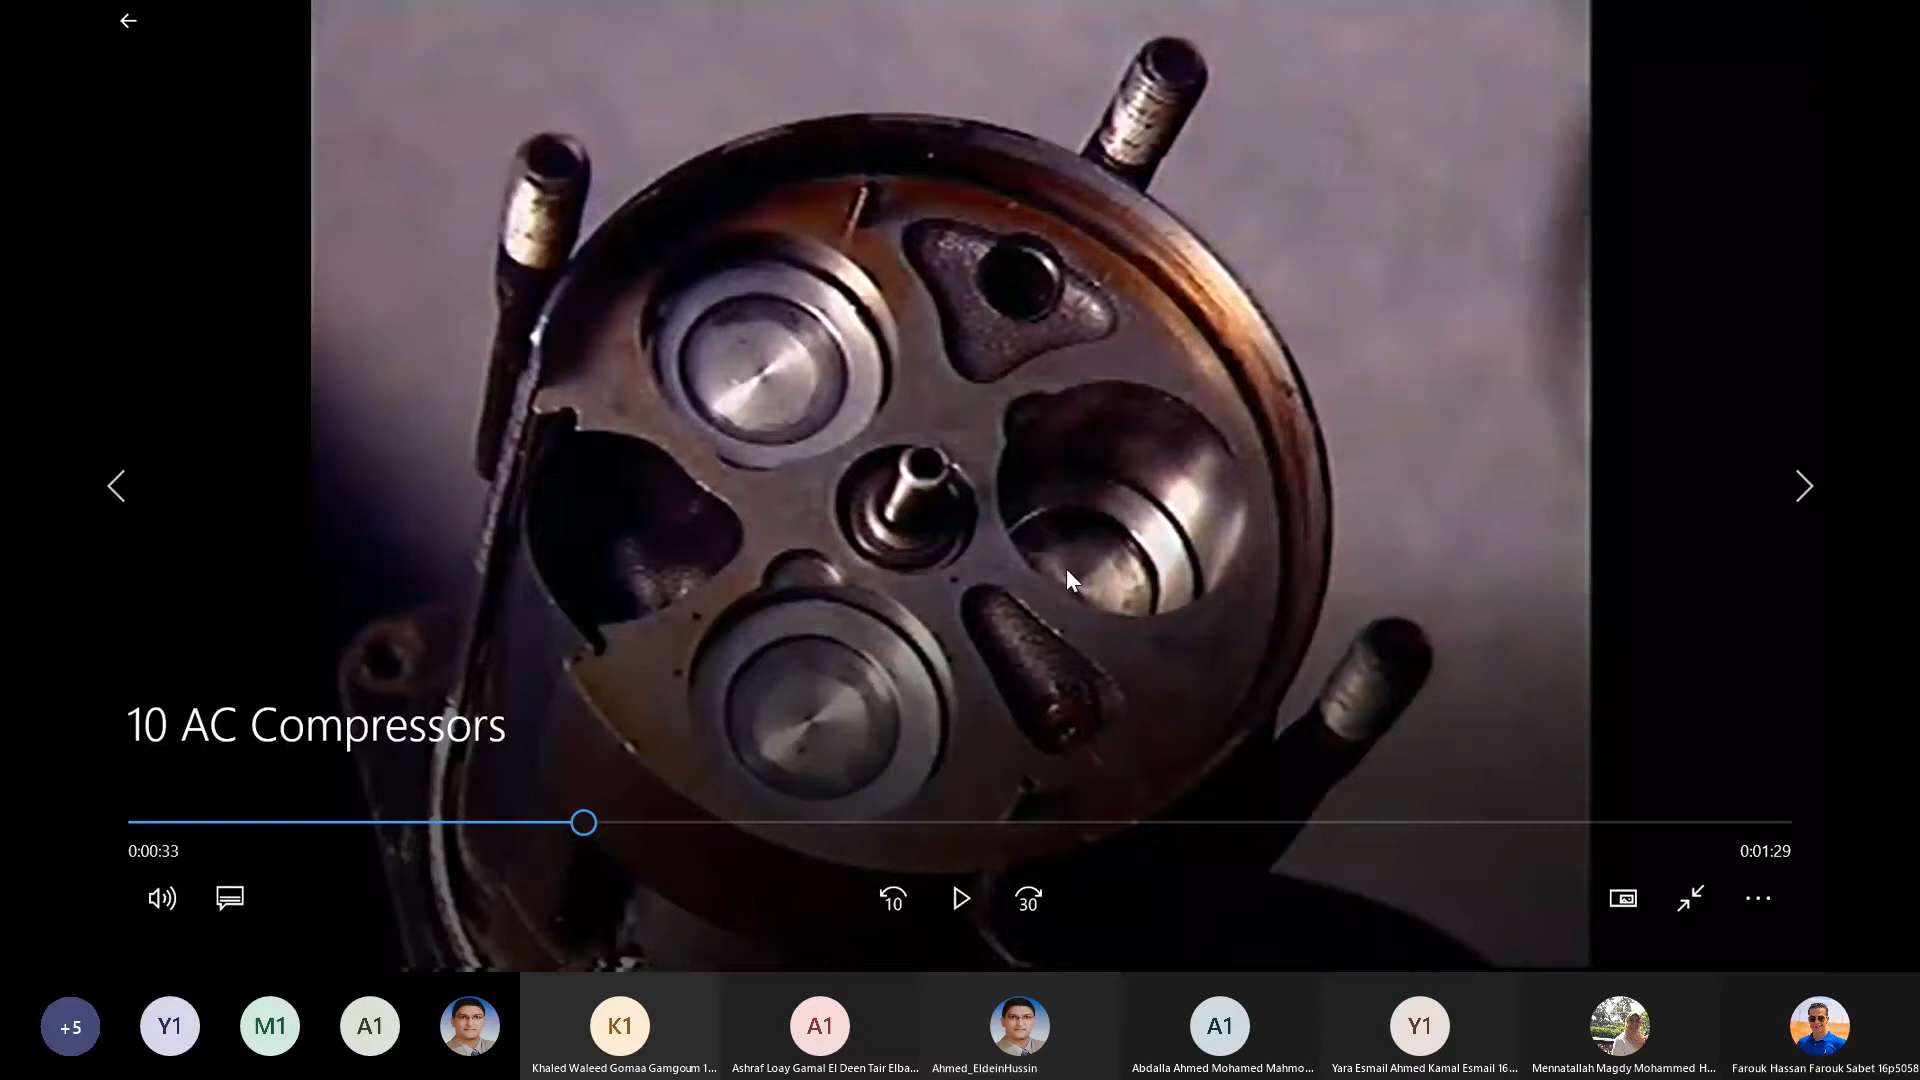 10 AC Compressors
0:00:33
0:01:29
10
30
+5
Y1
M1
A1
K1
A1
A1
Y1
Khaled Waleed Gomaa Gamgoum 1...
Ashraf Loay Gamal El Deen Tair Elba...
Ahmed_EldeinHussin
Abdalla Ahmed Mohamed Mahmo...
Yara Esmail Ahmed Kamal Esmail 16...
Mennatallah Magdy Mohammed H...
Farouk Hassan Farouk Sabet 16p5058